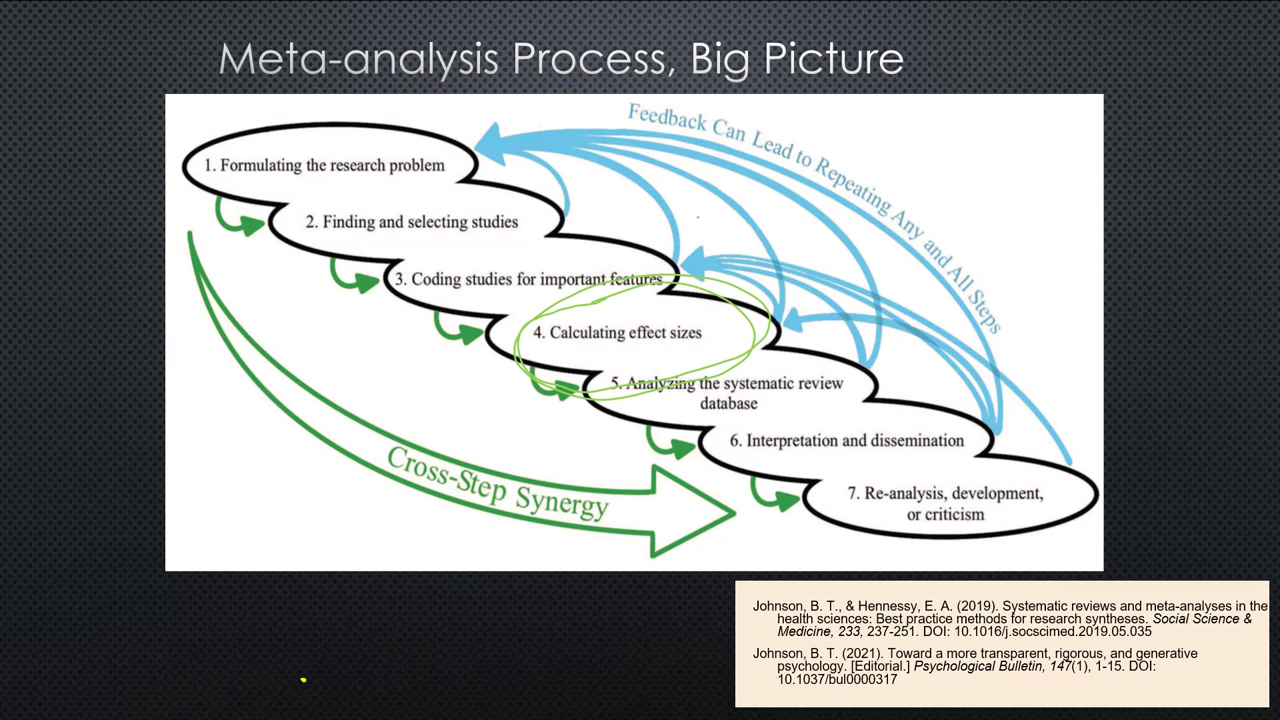 Meta-analysis Process, Big Picture
Feedback Can Lead to Repeating Any and All Steps
1. Formulating the research problem
2. Finding and selecting studies
3. Coding studies for important features
4. Calculating effect sizes
5. Analyzing the systematic review
database
6. Interpretation and dissemination
7. Re-analysis, development,
or criticism
Cross-Step Synergy
Johnson, B. T., & Hennessy, E. A. (2019). Systematic reviews and meta-analyses in the
health sciences: Best practice methods for research syntheses. Social Science &
Medicine, 233, 237-251. DOI: 10.1016/j.socscimed.2019.05.035
Johnson, B. T. (2021). Toward a more transparent, rigorous, and generative
psychology. [Editorial.] Psychological Bulletin, 147(1), 1-15. DOI:
10.1037/bul0000317